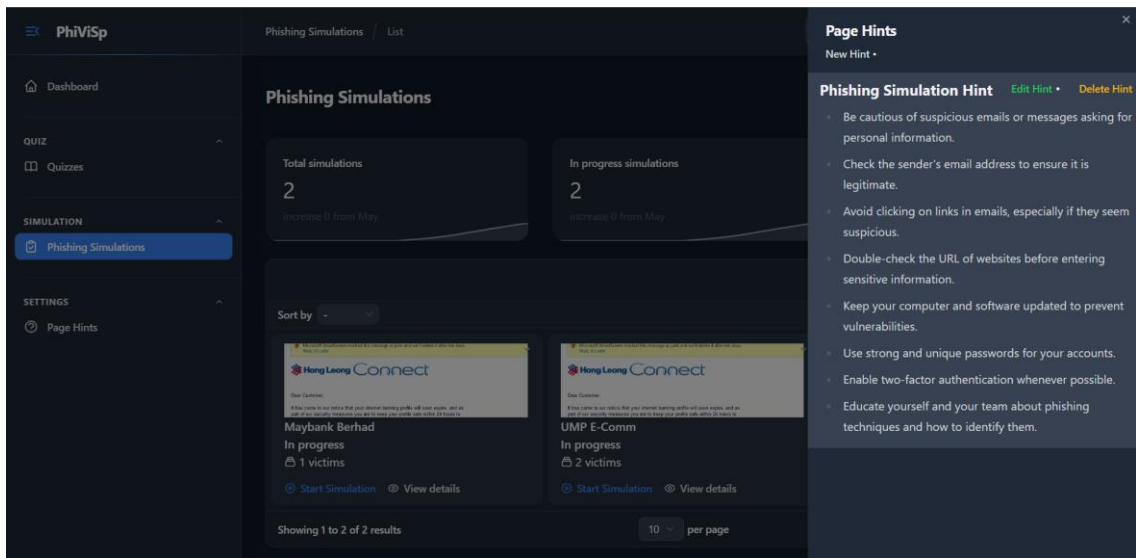 PhiViSp
Phishing Simulations / List
Dashboard
QUIZ
Quizzes
SIMULATION
Phishing Simulations
SETTINGS
Page Hints
Phishing Simulations
Total simulations
2
increase 0 from May
In progress simulations
2
increase 0 from May
Sort by -
Hong Leong Connect
Dear Customer,
Maybank Berhad
In progress
1 victims
Start Simulation View details
Hong Leong Connect
Dear Customer,
UMP E-Comm
In progress
2 victims
Start Simulation View details
Showing 1 to 2 of 2 results
10 per page
Page Hints
New Hint •
Phishing Simulation Hint Edit Hint • Delete Hint
Be cautious of suspicious emails or messages asking for
personal information.
Check the sender's email address to ensure it is
legitimate.
Avoid clicking on links in emails, especially if they seem
suspicious.
Double-check the URL of websites before entering
sensitive information.
Keep your computer and software updated to prevent
vulnerabilities.
Use strong and unique passwords for your accounts.
Enable two-factor authentication whenever possible.
Educate yourself and your team about phishing
techniques and how to identify them.